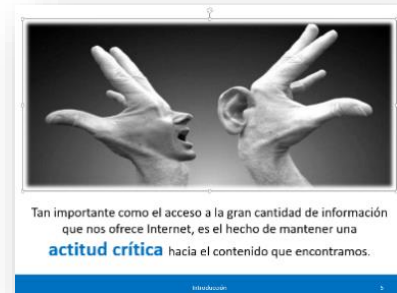 Tan importante como el acceso a la gran cantidad de información
que nos ofrece Internet, es el hecho de mantener una
actitud crítica hacia el contenido que encontramos.
Introducción 5